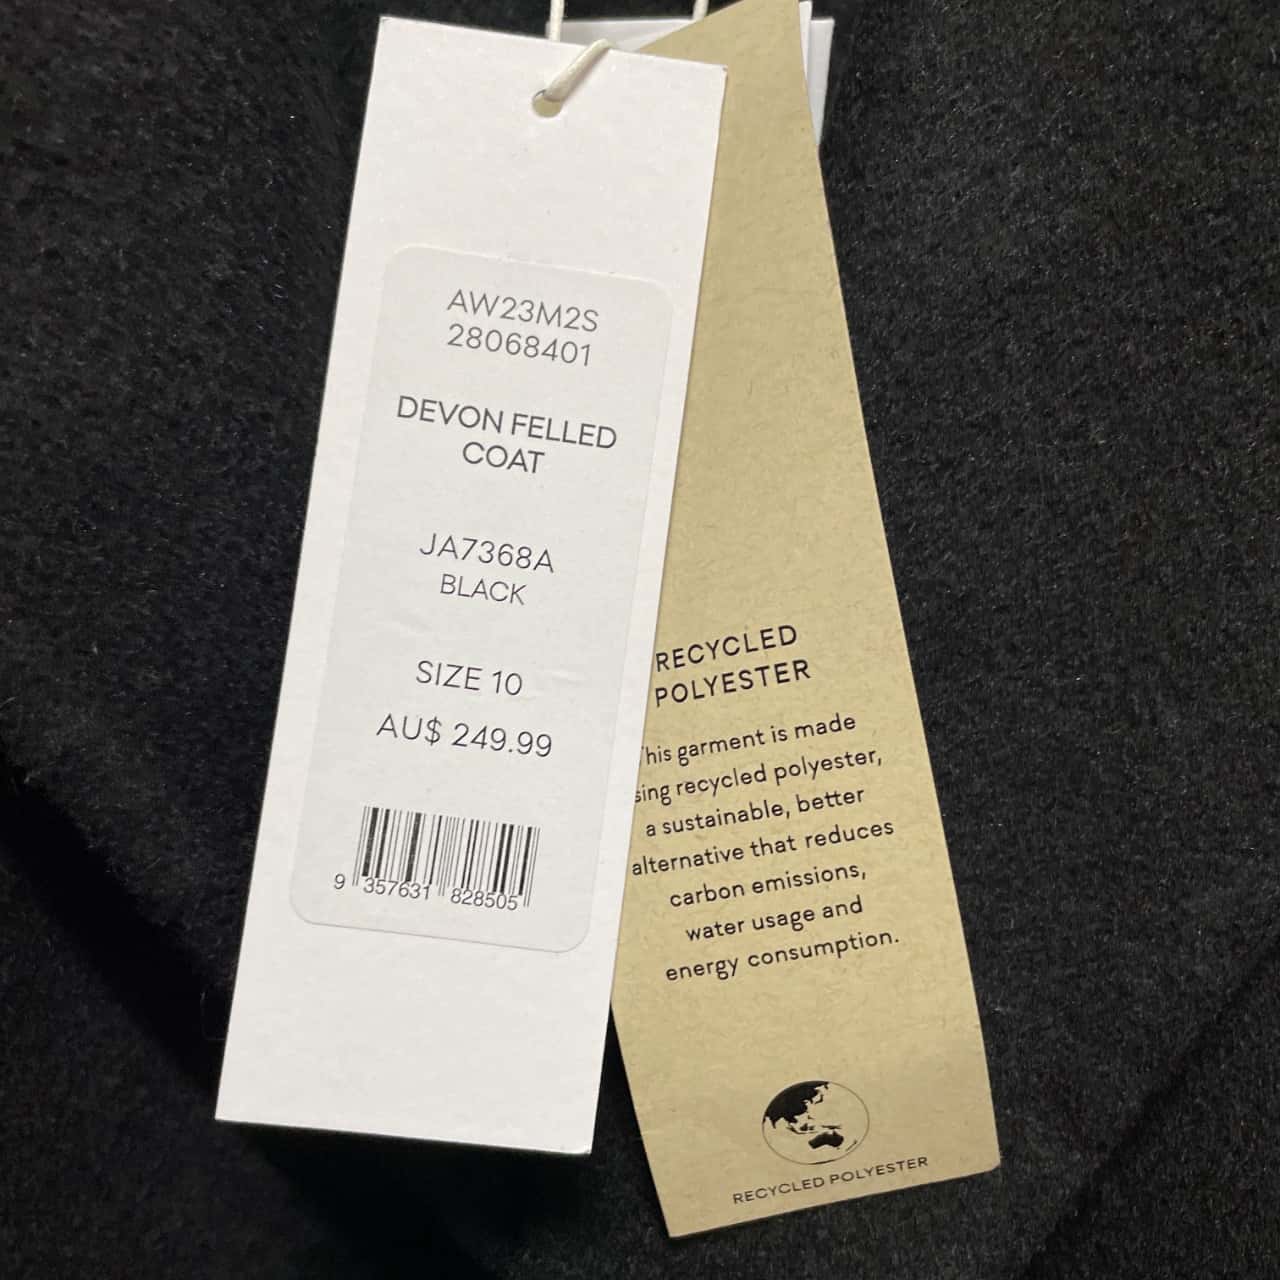 AW23M2S
28068401
DEVON FELLED
COAT
JA7368A
BLACK
SIZE 10
AU$ 249.99
9 357631 828505
RECYCLED
POLYESTER
his garment is made
sing recycled polyester,
a sustainable, better
alternative that reduces
carbon emissions,
water usage and
energy consumption.
RECYCLED POLYESTER